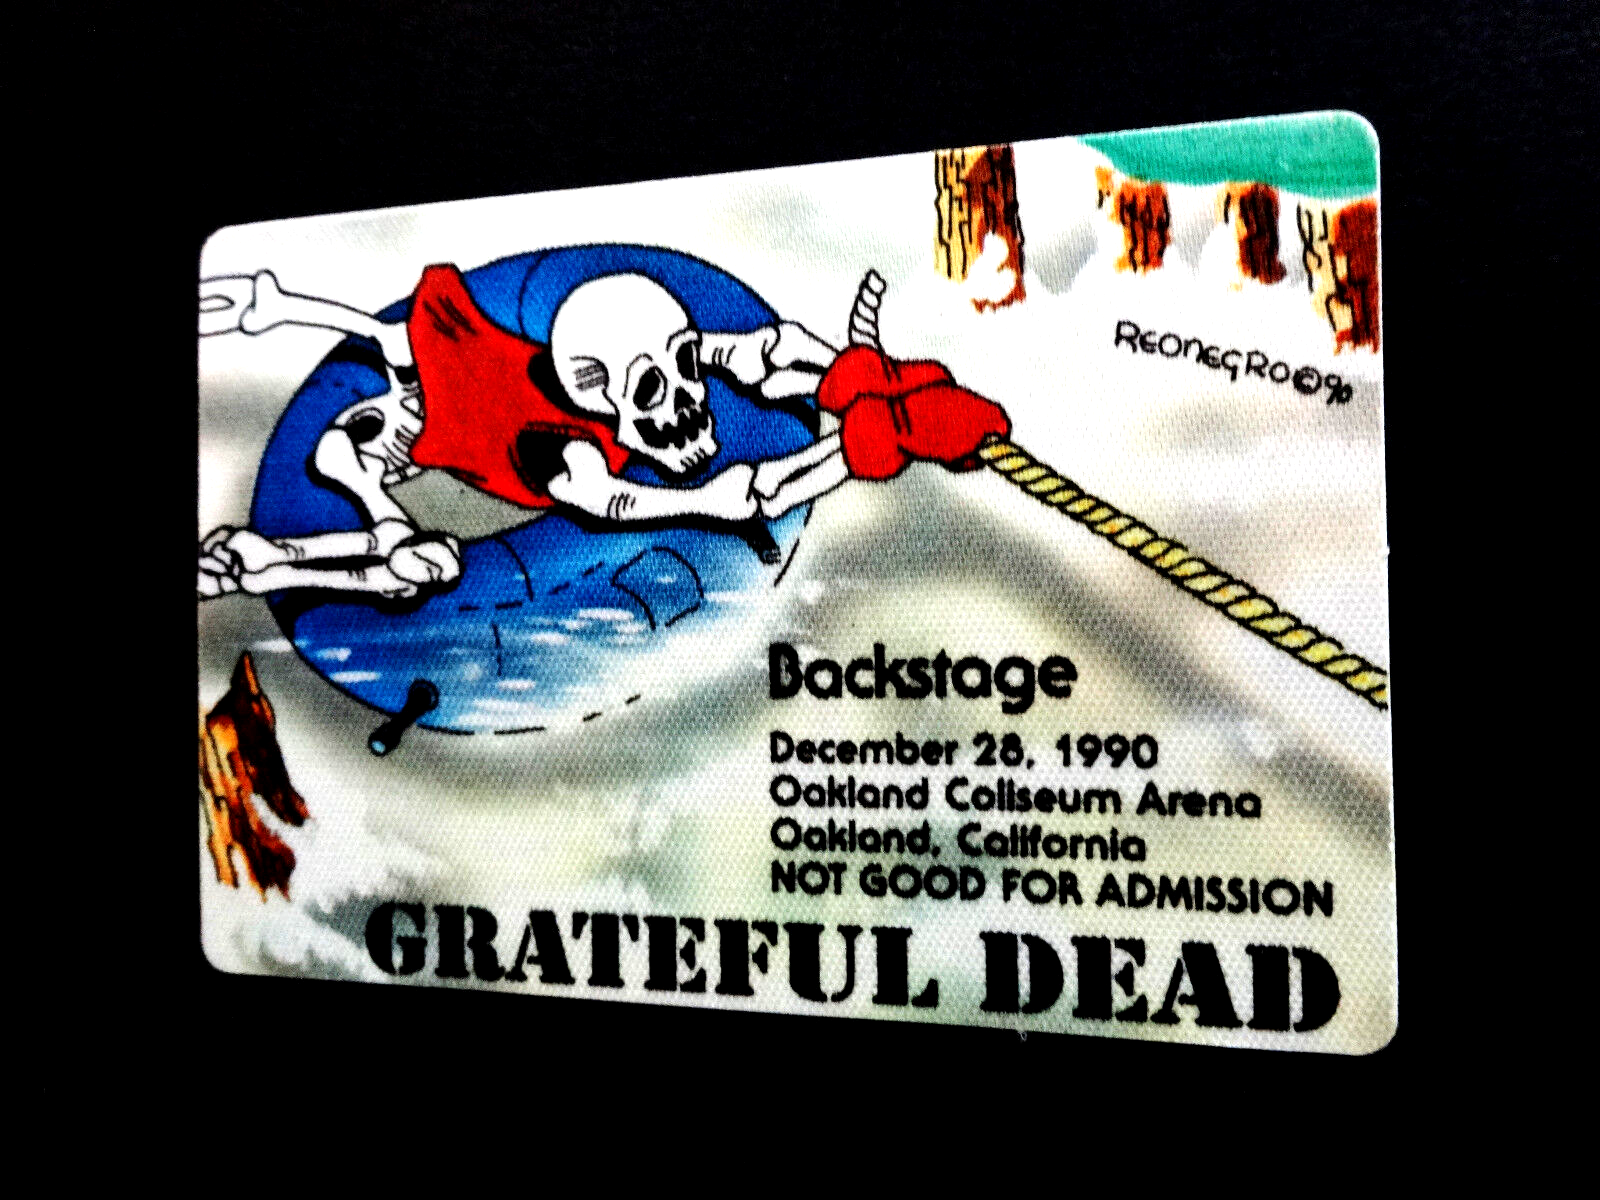 REONEGRO©90
Backstage
December 28, 1990
Oakland Coliseum Arena
Oakland, California
NOT GOOD FOR ADMISSION
GRATEFUL DEAD